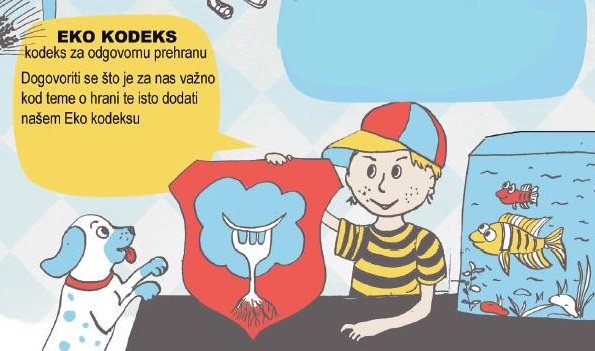 EKO KODEKS
kodeks za odgovornu prehranu
Dogovoriti se što je za nas važno
kod teme o hrani te isto dodati
našem Eko kodeksu